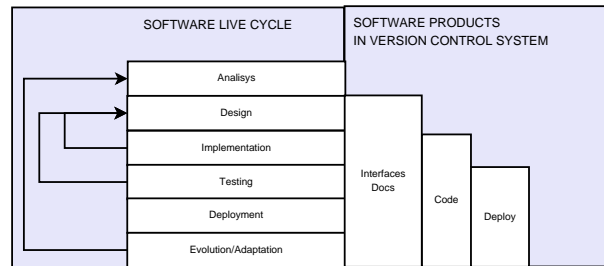 SOFTWARE LIVE CYCLE
SOFTWARE PRODUCTS
IN VERSION CONTROL SYSTEM
Analisys
Design
Implementation
Testing
Deployment
Evolution/Adaptation
Interfaces
Docs
Code
Deploy